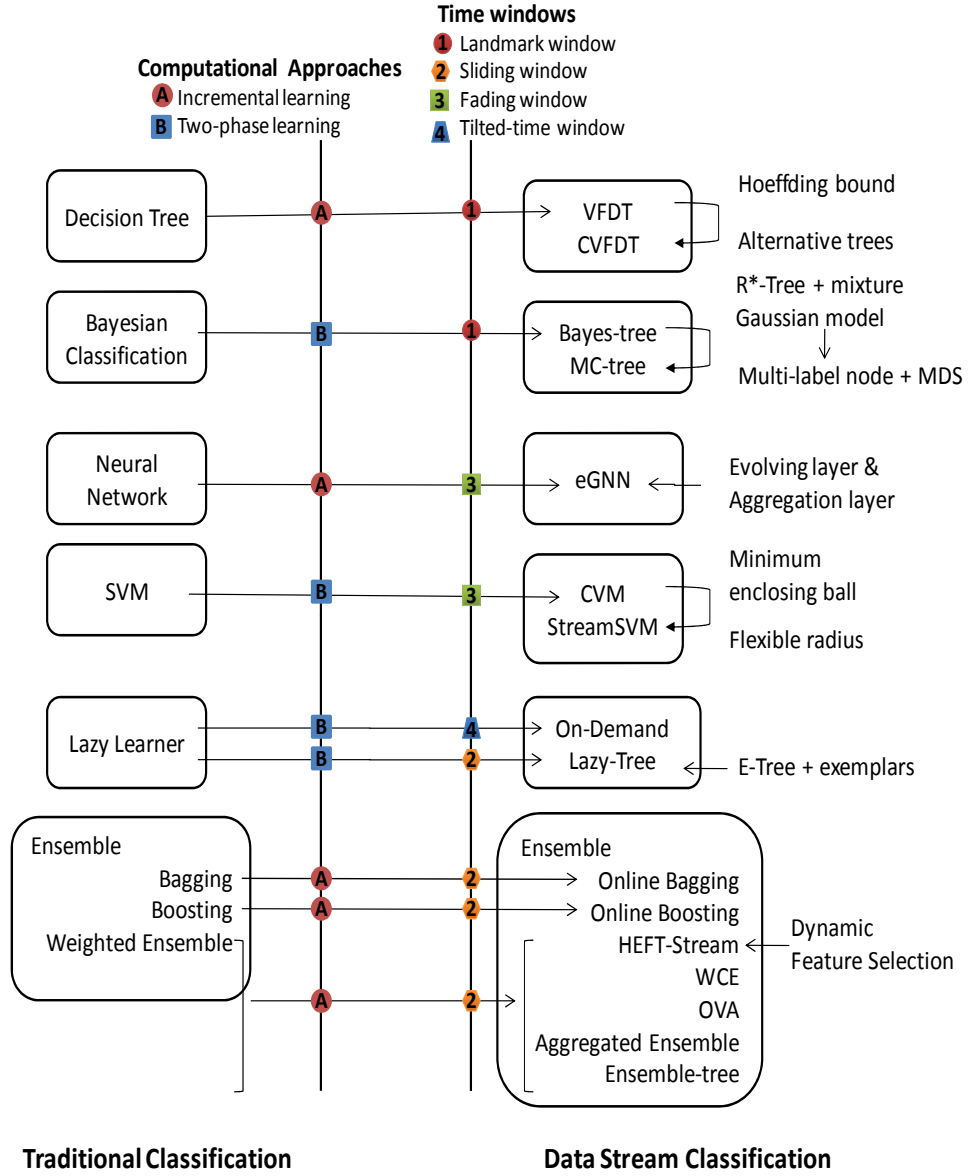 Time windows
1 Landmark window
2 Sliding window
3 Fading window
4 Tilted-time window
Computational Approaches
A Incremental learning
B Two-phase learning
Decision Tree
A
1
VFDT
CVFDT
Hoeffding bound
Alternative trees
Bayesian
Classification
B
1
Bayes-tree
MC-tree
R*-Tree + mixture
Gaussian model
Multi-label node + MDS
Neural
Network
A
3
eGNN
Evolving layer &
Aggregation layer
SVM
B
3
CVM
StreamSVM
Minimum
enclosing ball
Flexible radius
Lazy Learner
B
4
On-Demand
B
2
Lazy-Tree
E-Tree + exemplars
Ensemble
Bagging
Boosting
Weighted Ensemble
A
2
A
2
A
2
Ensemble
Online Bagging
Online Boosting
HEFT-Stream
WCE
OVA
Aggregated Ensemble
Ensemble-tree
Dynamic
Feature Selection
Traditional Classification
Data Stream Classification